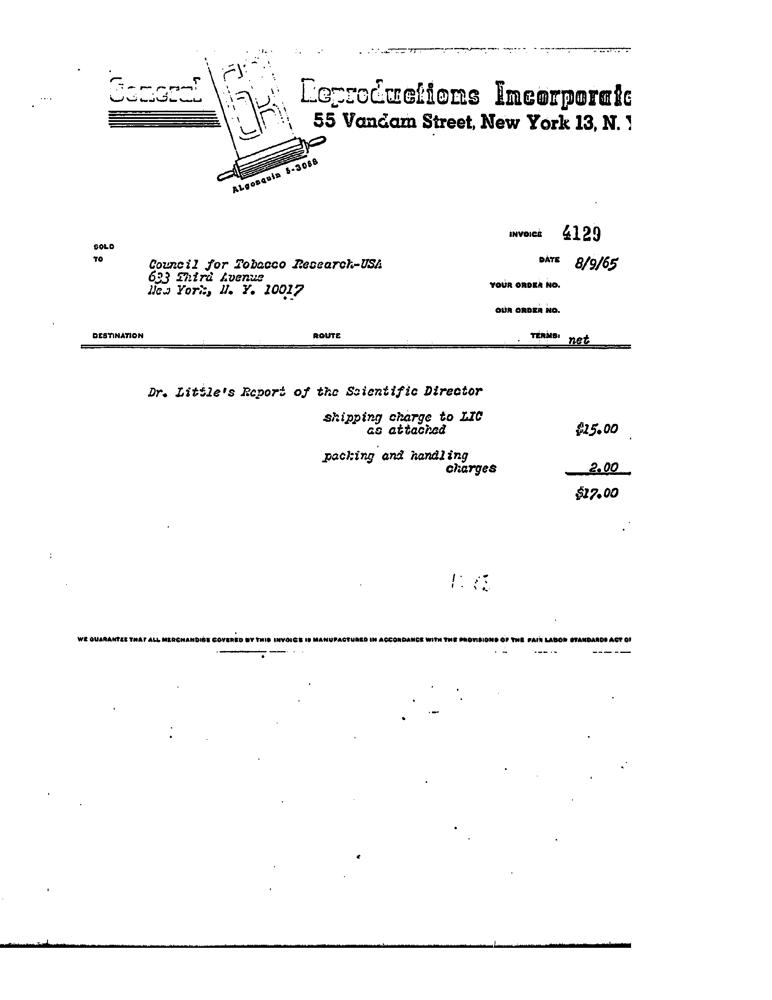 General Reproductions Incorporate
55 Vandam Street, New York 13, N. Y
ALgonquin 5-3088
INVOICE 4129
SOLD
TO
DATE 8/9/65
Council for Tobacco Research-USA
633 Third Avenue
New York, N. Y. 10017
YOUR ORDER NO.
OUR ORDER NO.
DESTINATION ROUTE TERMS: net
Dr. Little's Report of the Scientific Director
shipping charge to LIC
as attached $15.00
packing and handling
charges 2.00
$17.00
WE GUARANTEE THAT ALL MERCHANDISE COVERED BY THIS INVOICE IS MANUFACTURED IN ACCORDANCE WITH THE PROVISIONS OF THE FAIR LABOR STANDARDS ACT OF